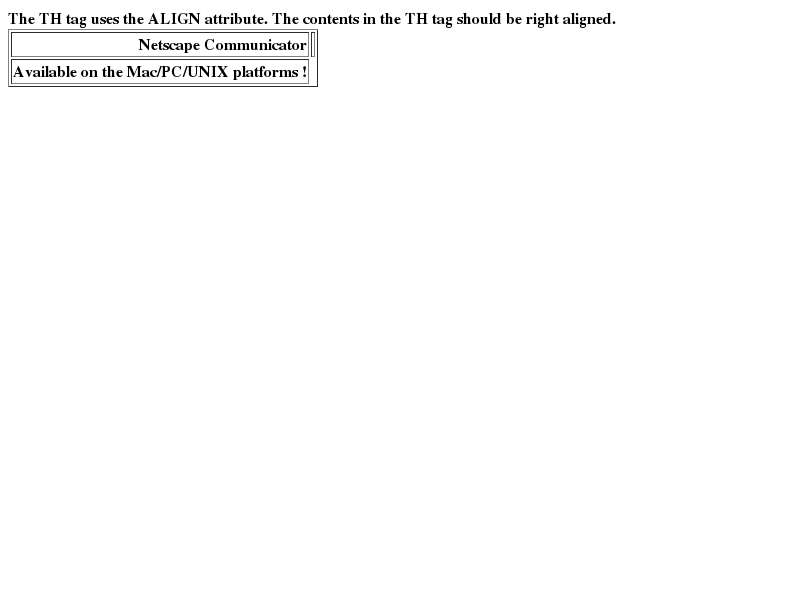 The TH tag uses the ALIGN attribute. The contents in the TH tag should be right aligned.
Netscape Communicator
Available on the Mac/PC/UNIX platforms !